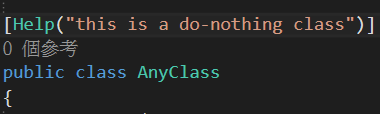 [Help("this is a do-nothing class")]
0 個參考
public class AnyClass
{